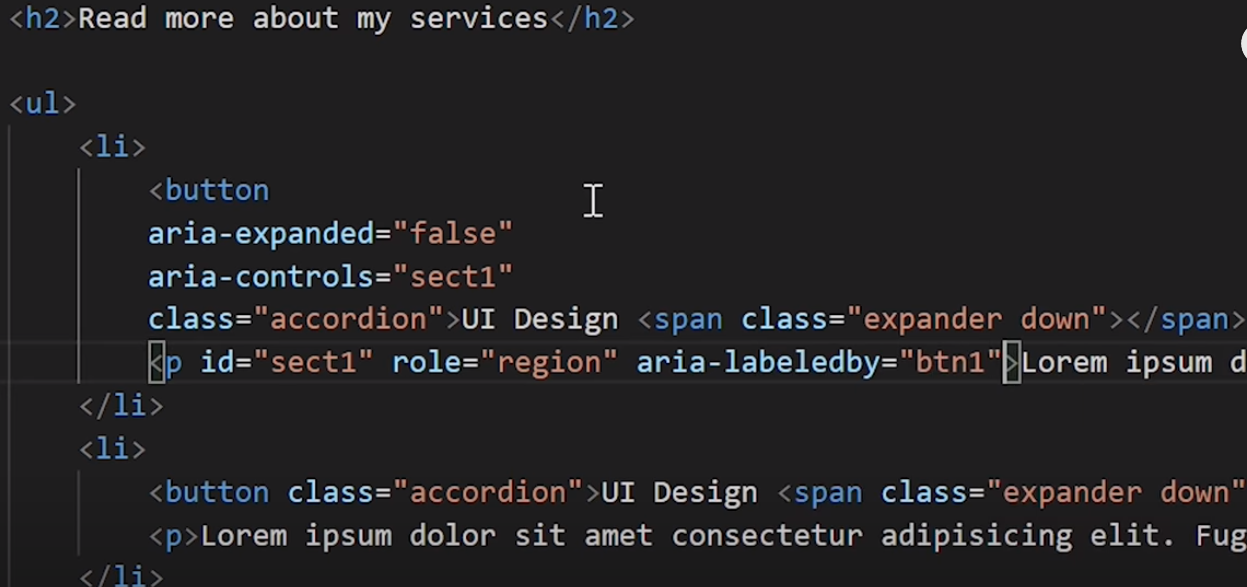 <h2>Read more about my services</h2>
<ul>
<li>
<button
aria-expanded="false"
aria-controls="sect1"
class="accordion">UI Design <span class="expander down"></span>
<p id="sect1" role="region" aria-labeledby="btn1">Lorem ipsum d
</li>
<li>
<button class="accordion">UI Design <span class="expander down"
<p>Lorem ipsum dolor sit amet consectetur adipisicing elit. Fug
</li>